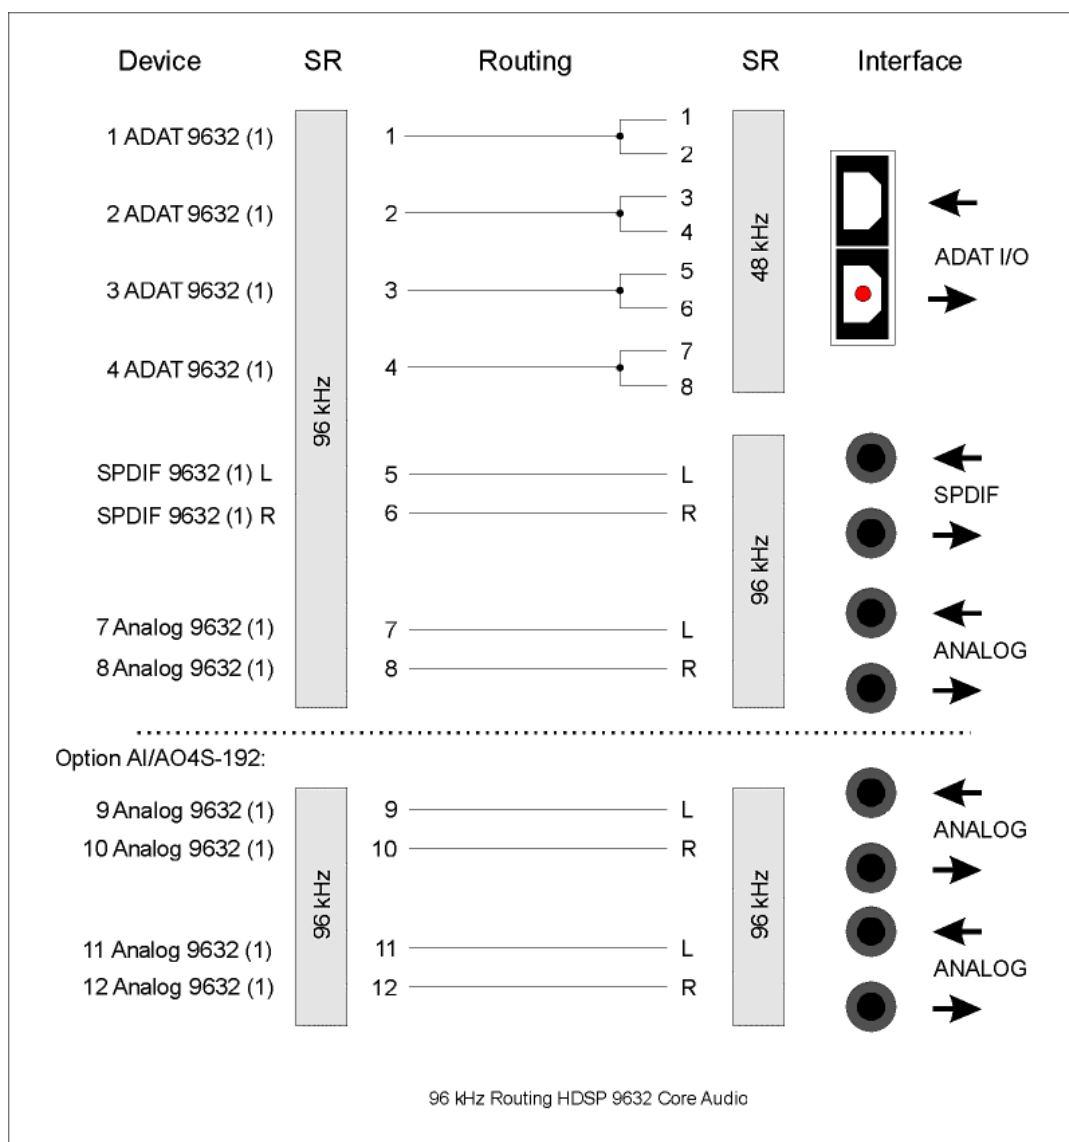 Device SR Routing SR Interface
1 ADAT 9632 (1) 1 1
2
2 ADAT 9632 (1) 2 3
4
ADAT I/O
3 ADAT 9632 (1) 3 5
6
4 ADAT 9632 (1) 4 7
8
96 kHz
48 kHz
SPDIF 9632 (1) L 5 L
SPDIF
SPDIF 9632 (1) R 6 R
96 kHz
7 Analog 9632 (1) 7 L
ANALOG
8 Analog 9632 (1) 8 R
Option AI/AO4S-192:
9 Analog 9632 (1) 9 L
ANALOG
10 Analog 9632 (1) 10 R
96 kHz
96 kHz
11 Analog 9632 (1) 11 L
ANALOG
12 Analog 9632 (1) 12 R
96 kHz Routing HDSP 9632 Core Audio